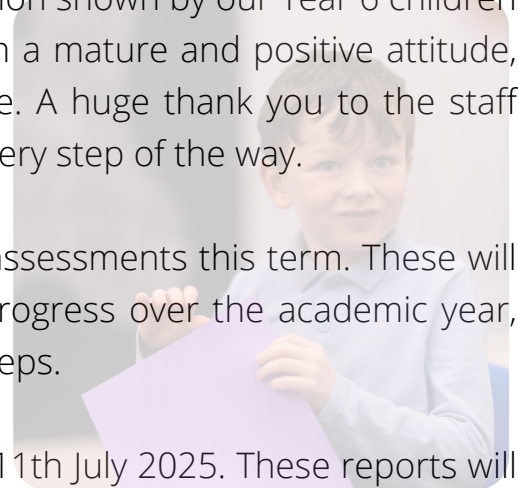 ion shown by our Year 6 children
a mature and positive attitude,
e. A huge thank you to the staff
ery step of the way.
assessments this term. These will
rogress over the academic year,
eps.
11th July 2025. These reports will